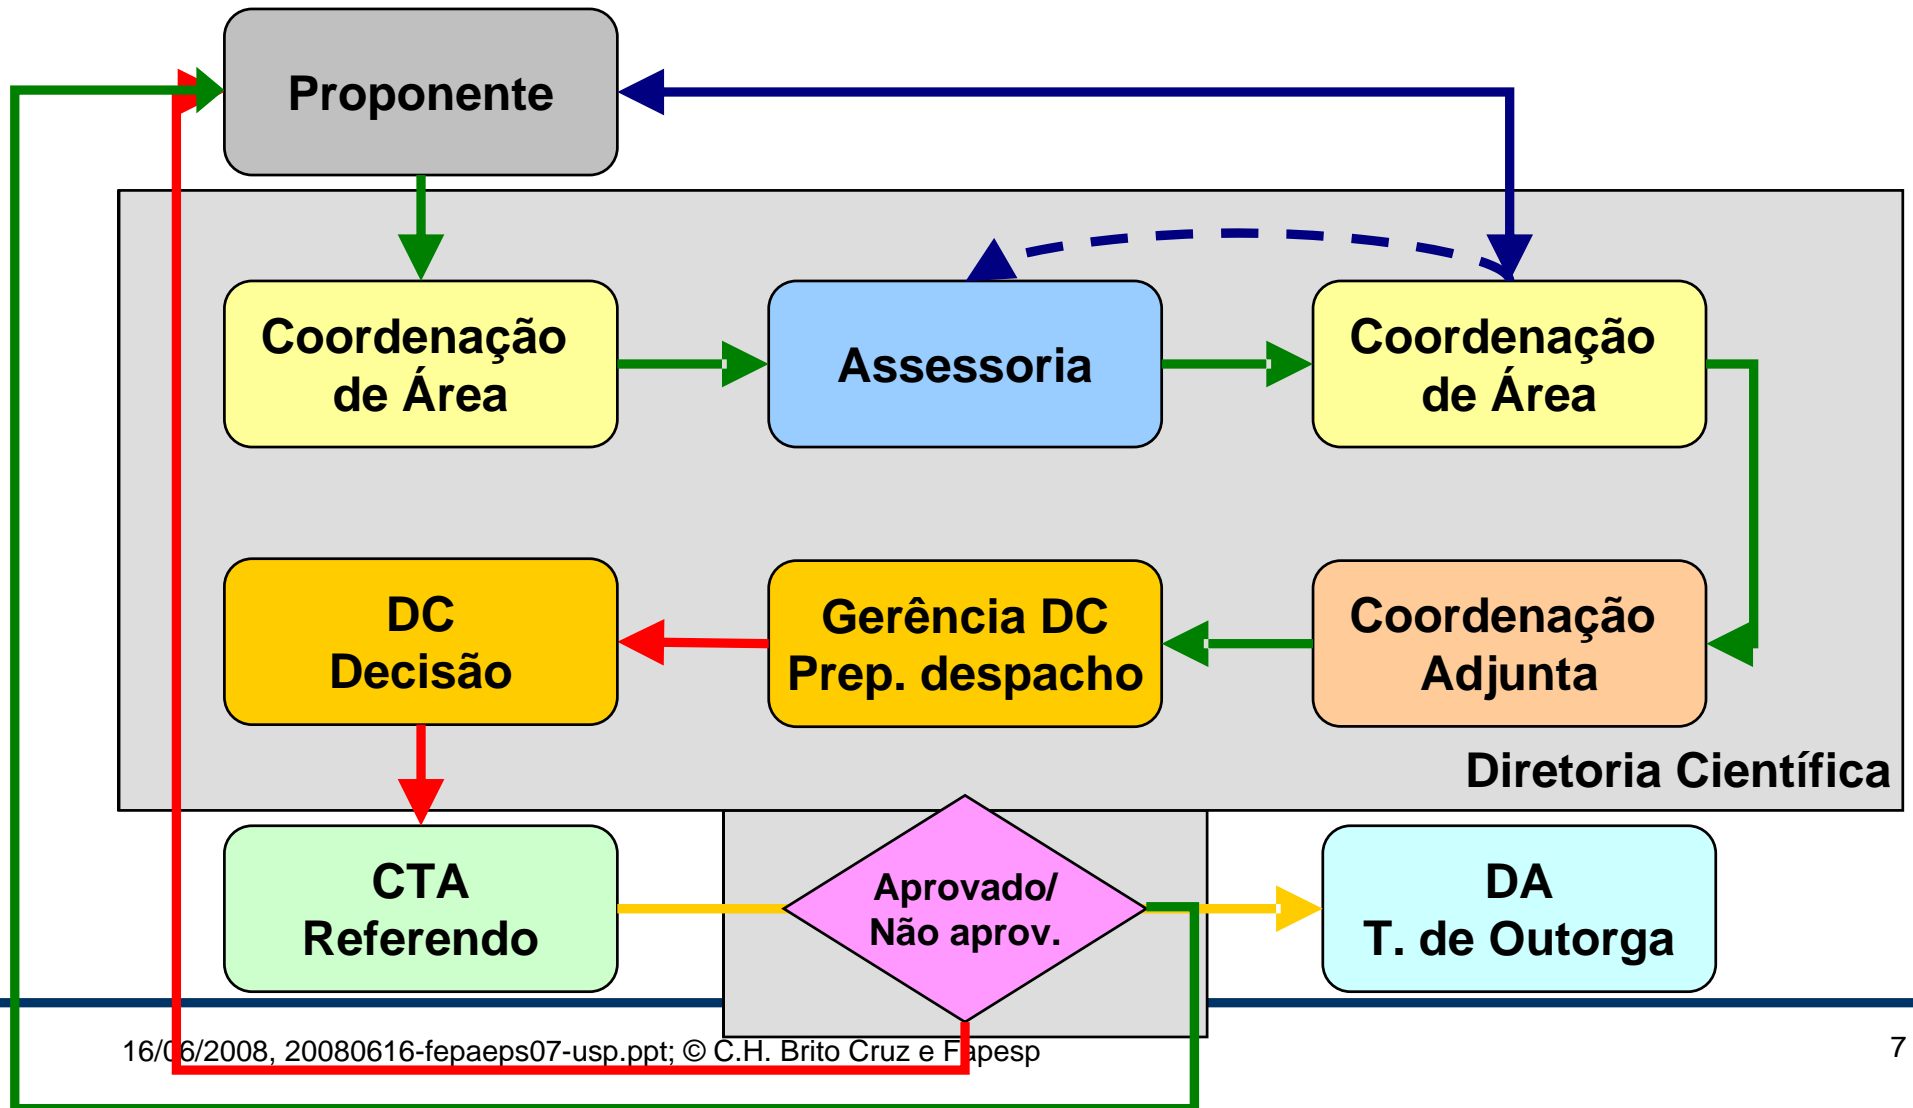 Proponente
Coordenação
de Área
Assessoria
Coordenação
de Área
DC
Decisão
Gerência DC
Prep. despacho
Coordenação
Adjunta
Diretoria Científica
CTA
Referendo
Aprovado/
Não aprov.
DA
T. de Outorga
16/06/2008, 20080616-fepaeps07-usp.ppt; © C.H. Brito Cruz e Fapesp
7